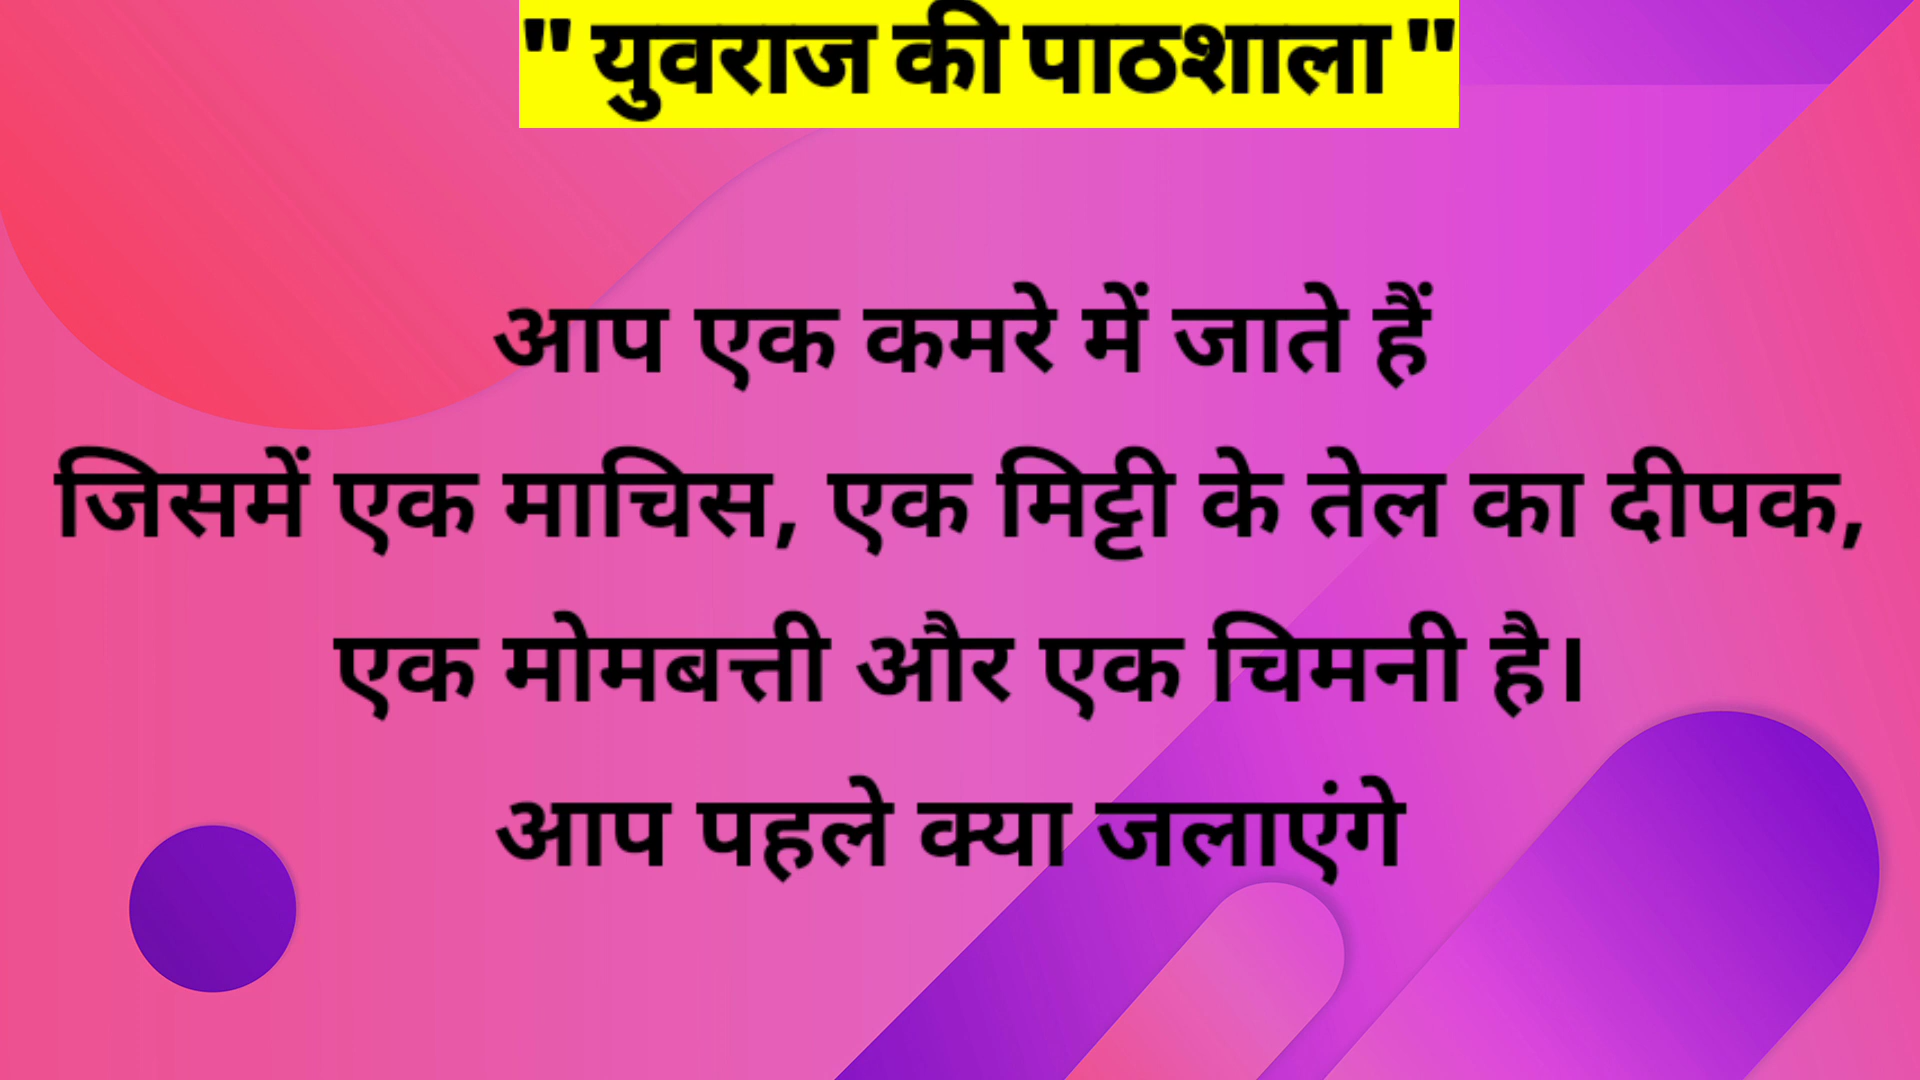 " युवराज की पाठशाला "
आप एक कमरे में जाते हैं
जिसमें एक माचिस, एक मिट्टी के तेल का दीपक,
एक मोमबत्ती और एक चिमनी है।
आप पहले क्या जलाएंगे